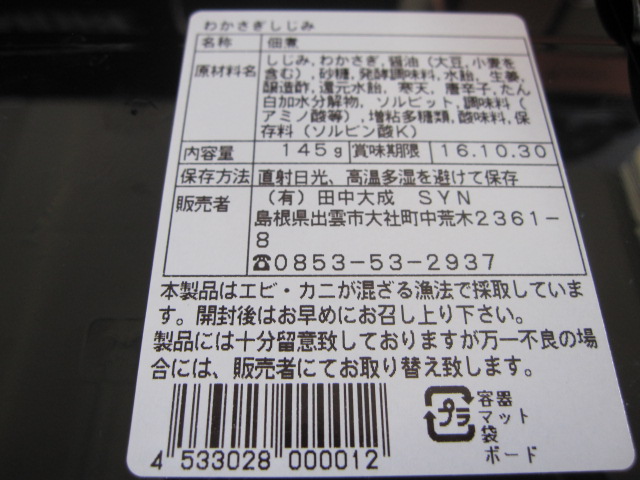 わかさぎしじみ
名称 佃煮
原材料名 しじみ,わかさぎ,醤油(大豆,小麦を
含む),砂糖,発酵調味料,水飴,生姜,
醸造酢,還元水飴,寒天,唐辛子,たん
白加水分解物,ソルビット,調味料(
アミノ酸等),増粘多糖類,酸味料,保
存料(ソルビン酸K)
内容量 145g 賞味期限 16.10.30
保存方法 直射日光、高温多湿を避けて保存
販売者 (有)田中大成 SYN
島根県出雲市大社町中荒木2361-
8
☎0853-53-2937
本製品はエビ・カニが混ざる漁法で採取していま
す。開封後はお早めにお召し上り下さい。
製品には十分留意致しておりますが万一不良の場
合には、販売者にてお取り替え致します。
プラ 容器
マット
袋
ボード
4 533028 000012